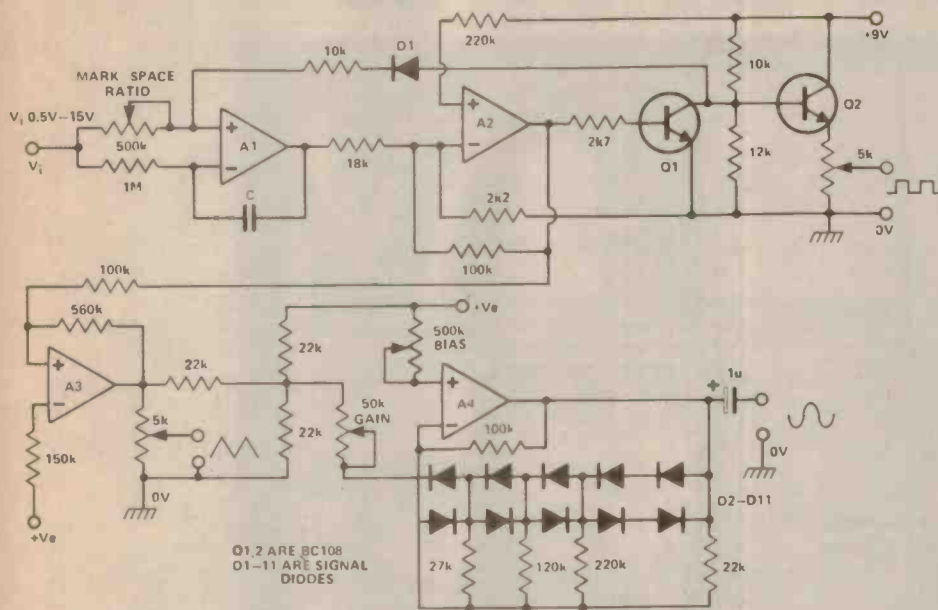 220k
+9V
10k
D1
10k
MARK SPACE
RATIO
Vi 0.5V–15V
+
A1
–
+
A2
–
Q2
Vi
500k
18k
2k7
Q1
12k
5k
1M
C
2k2
0V
100k
100k
560k
+Ve
500k
BIAS
22k
+
A3
–
22k
+
A4
–
+
1u
5k
50k
GAIN
22k
100k
150k
0V
0V
D2–D11
+Ve
Q1,2 ARE BC108
D1–11 ARE SIGNAL
DIODES
27k
120k
220k
22k